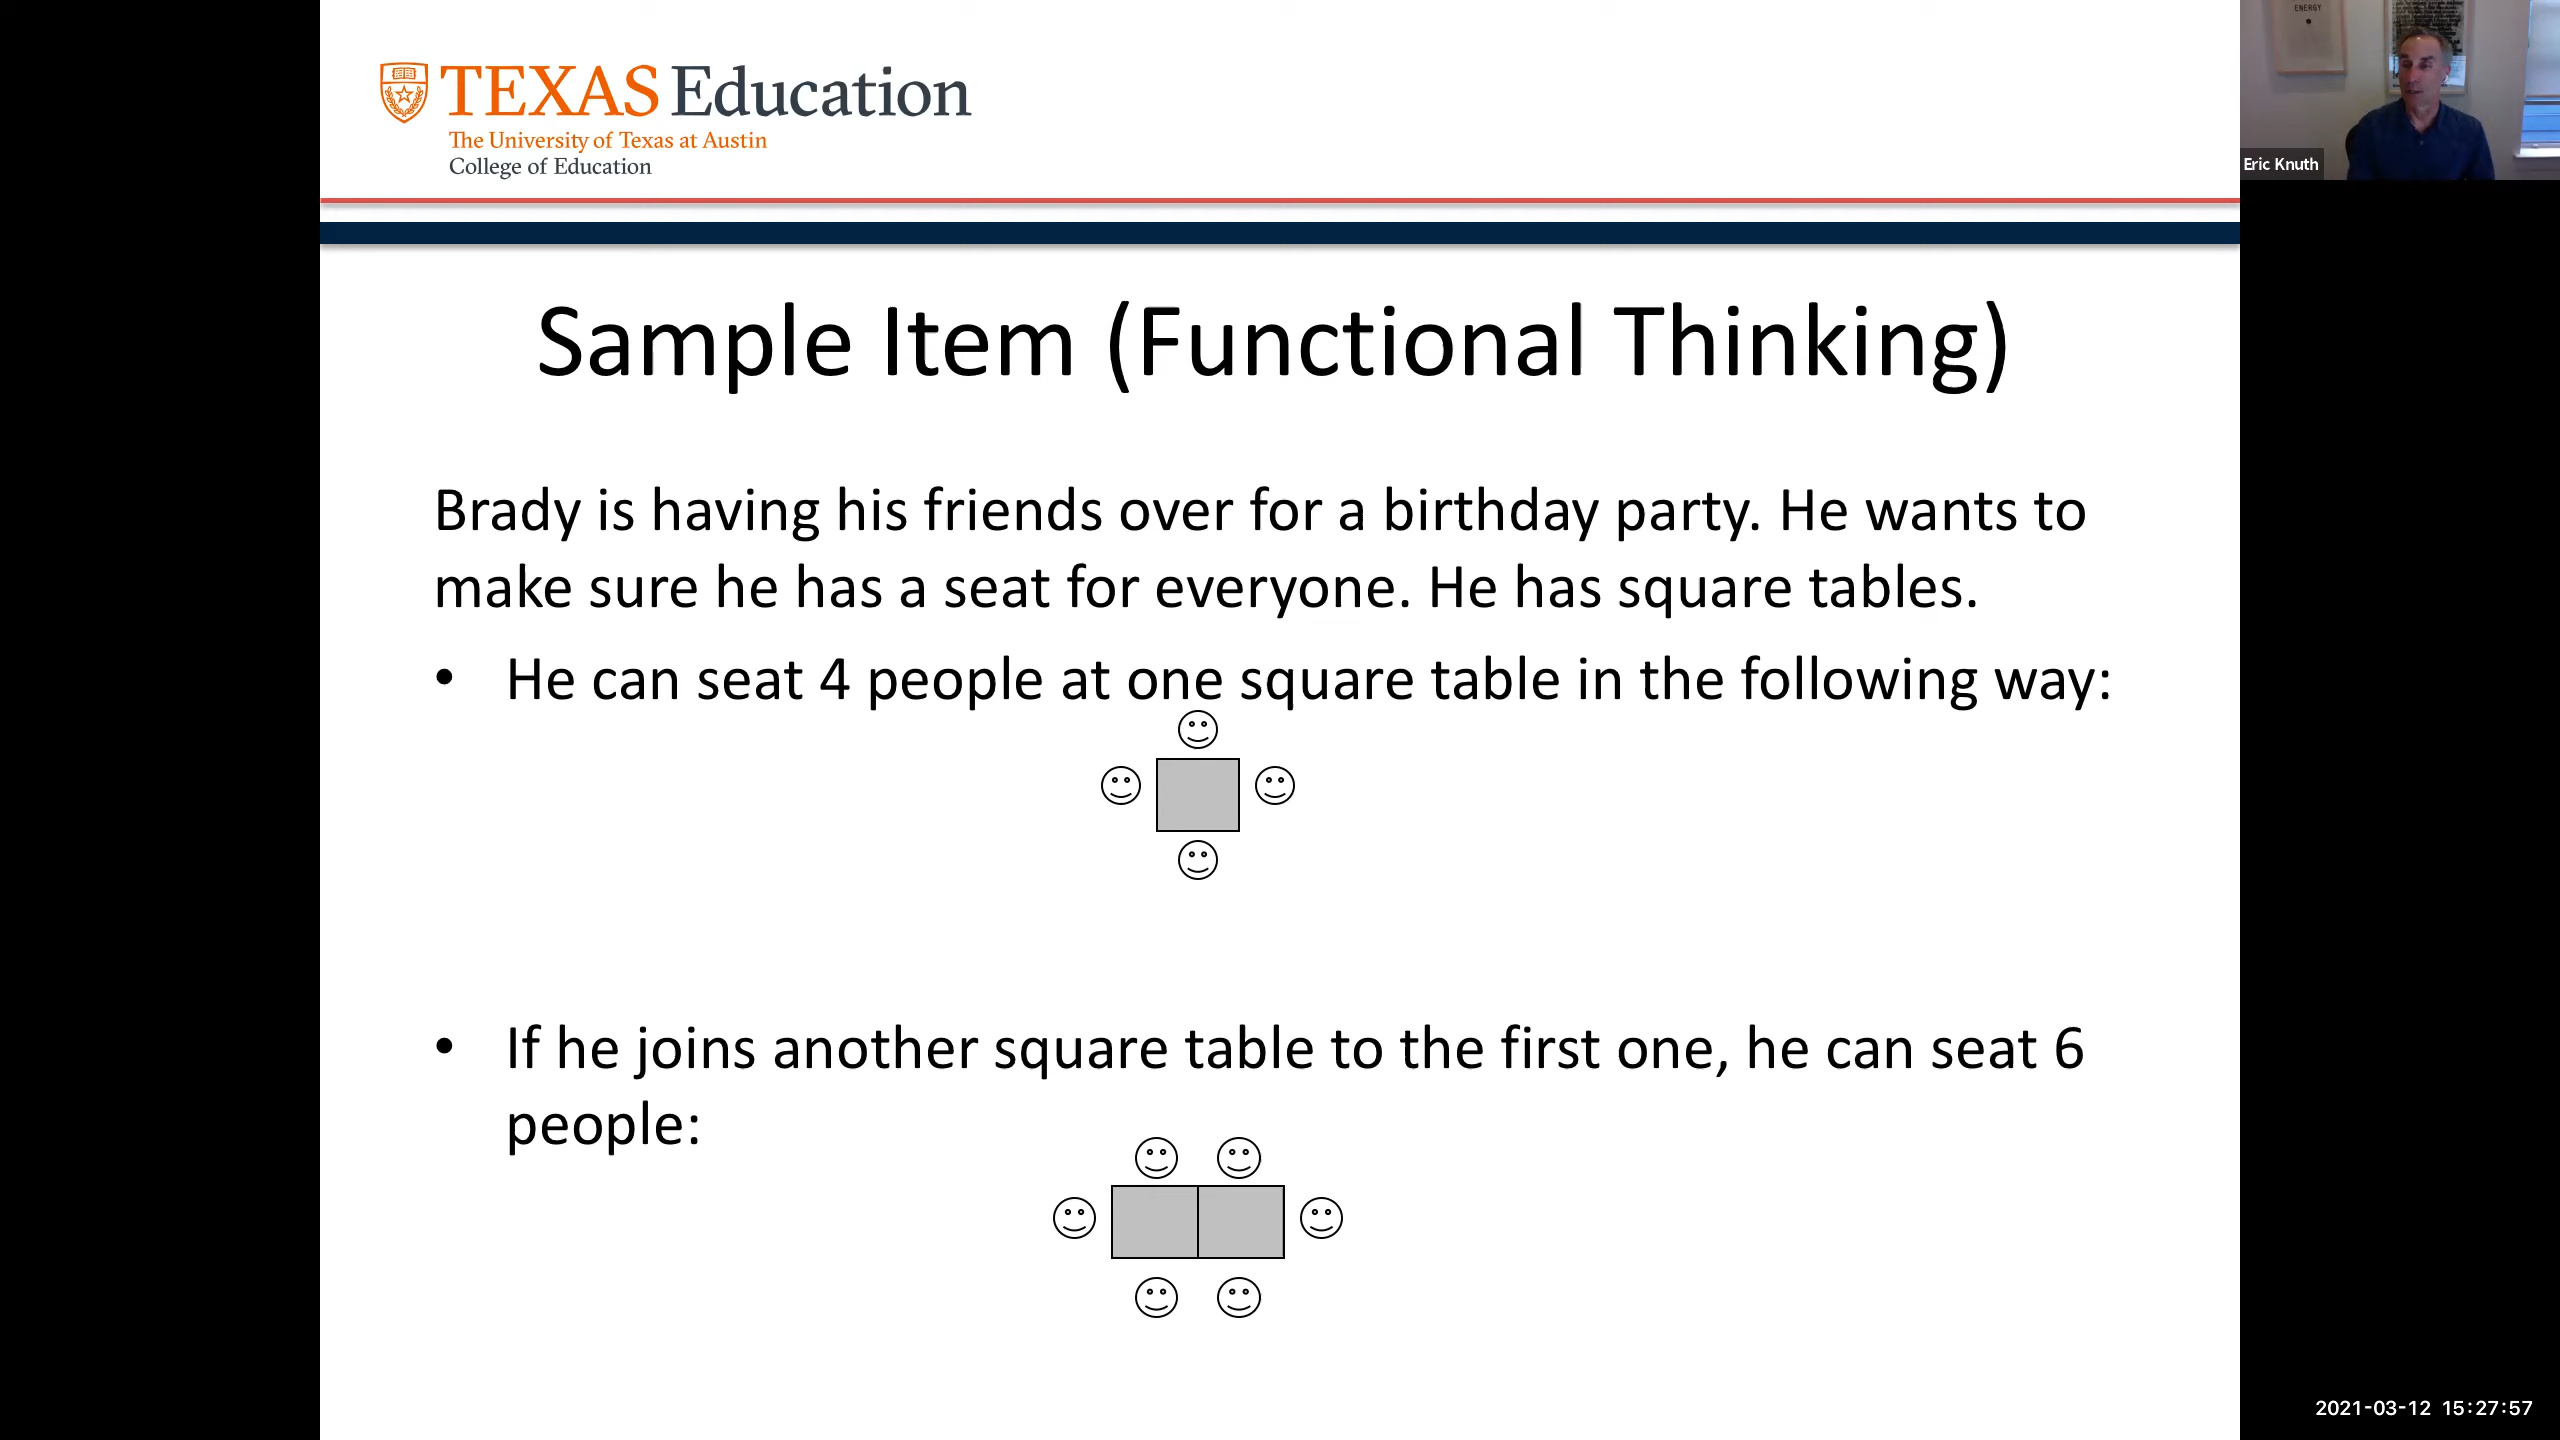 TEXAS Education
The University of Texas at Austin
College of Education
ENERGY
Eric Knuth
Sample Item (Functional Thinking)
Brady is having his friends over for a birthday party. He wants to
make sure he has a seat for everyone. He has square tables.
• He can seat 4 people at one square table in the following way:
• If he joins another square table to the first one, he can seat 6
people:
2021-03-12 15:27:57